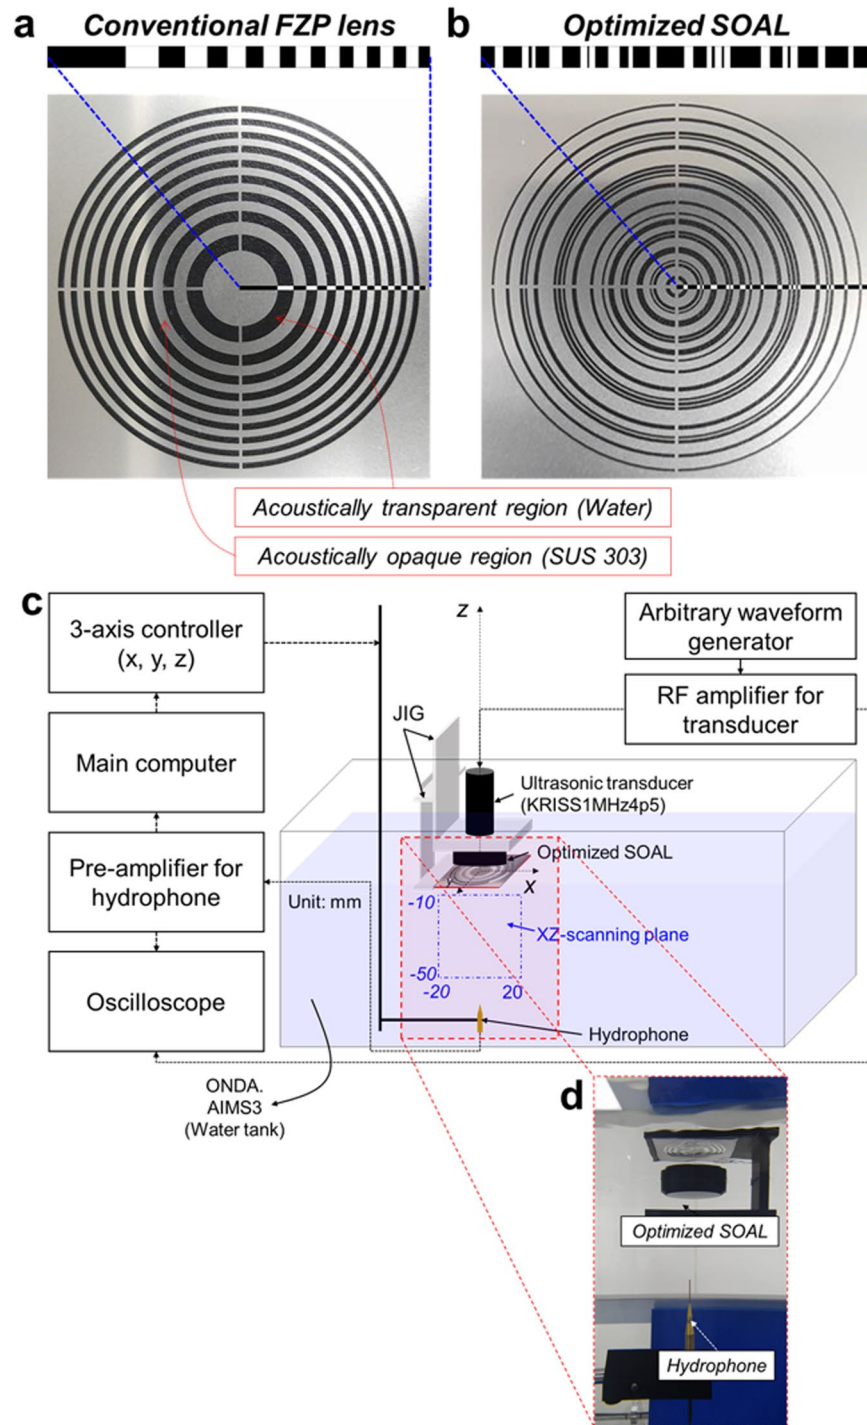 a
Conventional FZP lens
b
Optimized SOAL
Acoustically transparent region (Water)
Acoustically opaque region (SUS 303)
c
3-axis controller
(x, y, z)
Main computer
Pre-amplifier for
hydrophone
Oscilloscope
z
JIG
Arbitrary waveform
generator
RF amplifier for
transducer
Ultrasonic transducer
(KRISS1MHz4p5)
Optimized SOAL
y
x
Unit: mm
-10
XZ-scanning plane
-50
-20
20
Hydrophone
ONDA.
AIMS3
(Water tank)
d
Optimized SOAL
Hydrophone